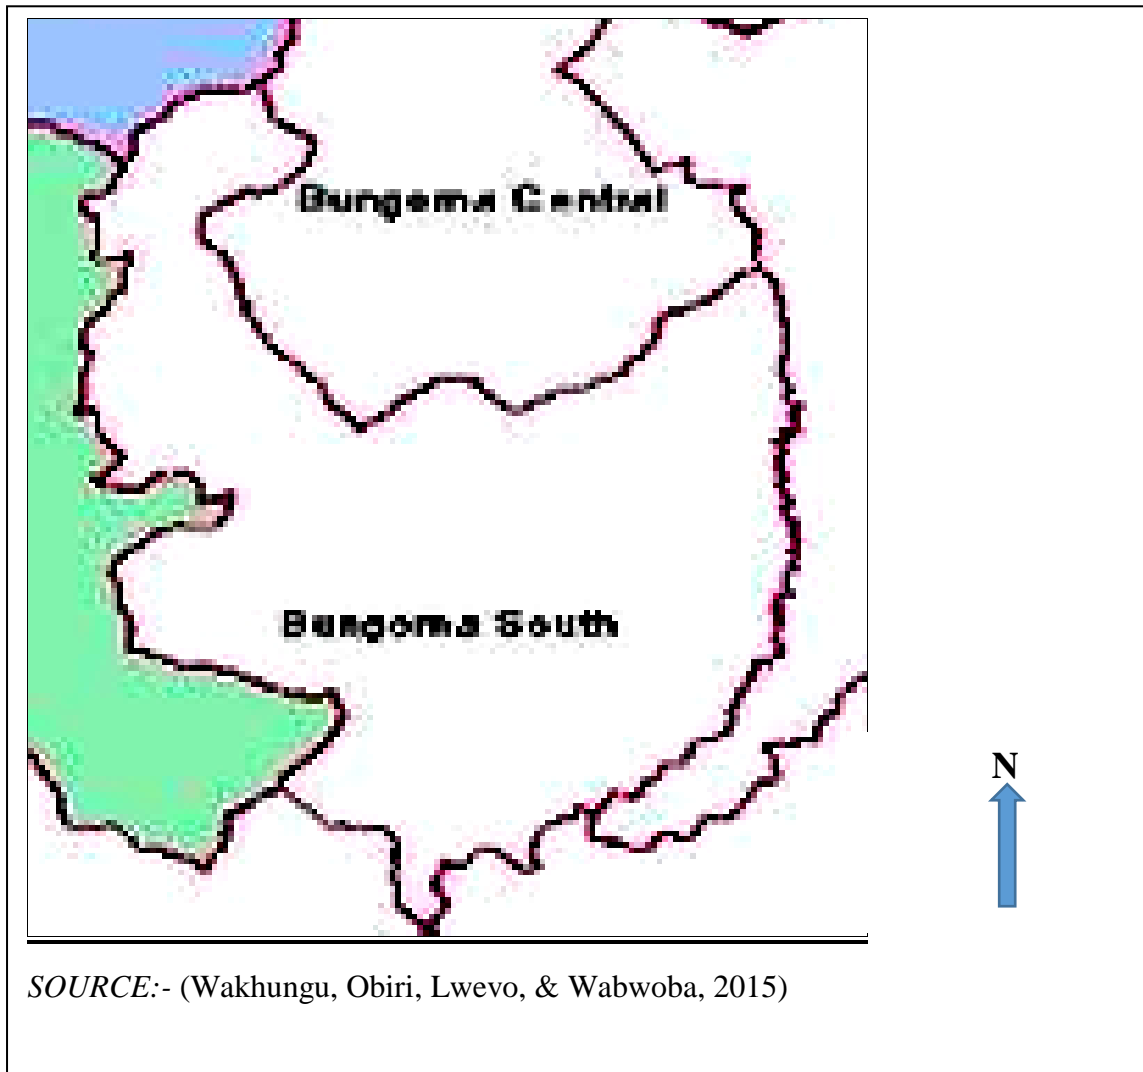 Bungoma Central
Bungoma South
N
SOURCE:- (Wakhungu, Obiri, Lwevo, & Wabwoba, 2015)